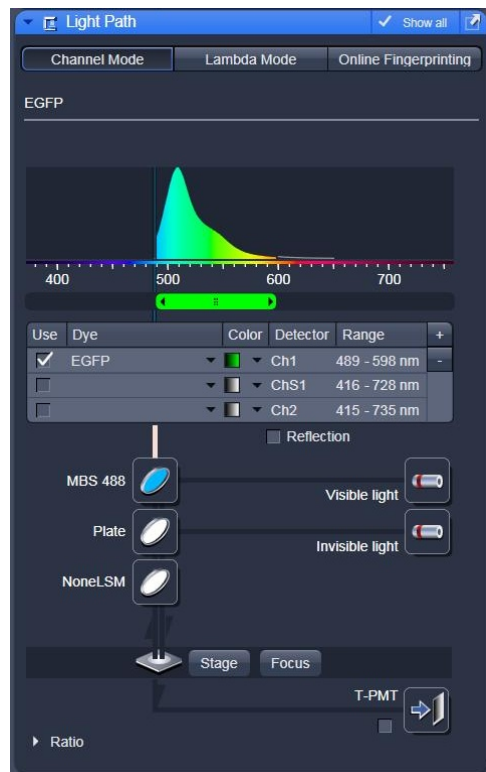 Light Path
Show all
Channel Mode Lambda Mode Online Fingerprinting
EGFP
400 500 600 700
Use Dye Color Detector Range +
EGFP Ch1 489 - 598 nm -
ChS1 416 - 728 nm
Ch2 415 - 735 nm
Reflection
MBS 488
Visible light
Plate
Invisible light
NoneLSM
Stage Focus
T-PMT
Ratio